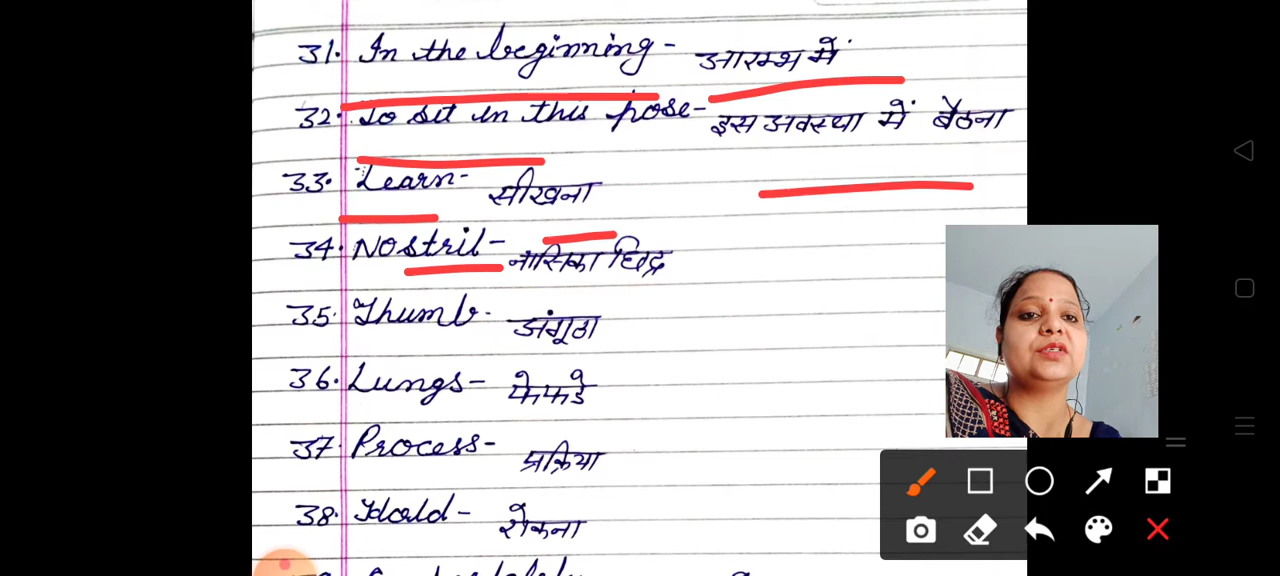 31. In the beginning - आरम्भ में
32. To sit in this pose - इस अवस्था में बैठना
33. Learn - सीखना
34. Nostril - नासिका छिद्र
35. Thumb - अंगूठा
36. Lungs - फेफडे
37. Process - प्रक्रिया
38. Hold - रोकना